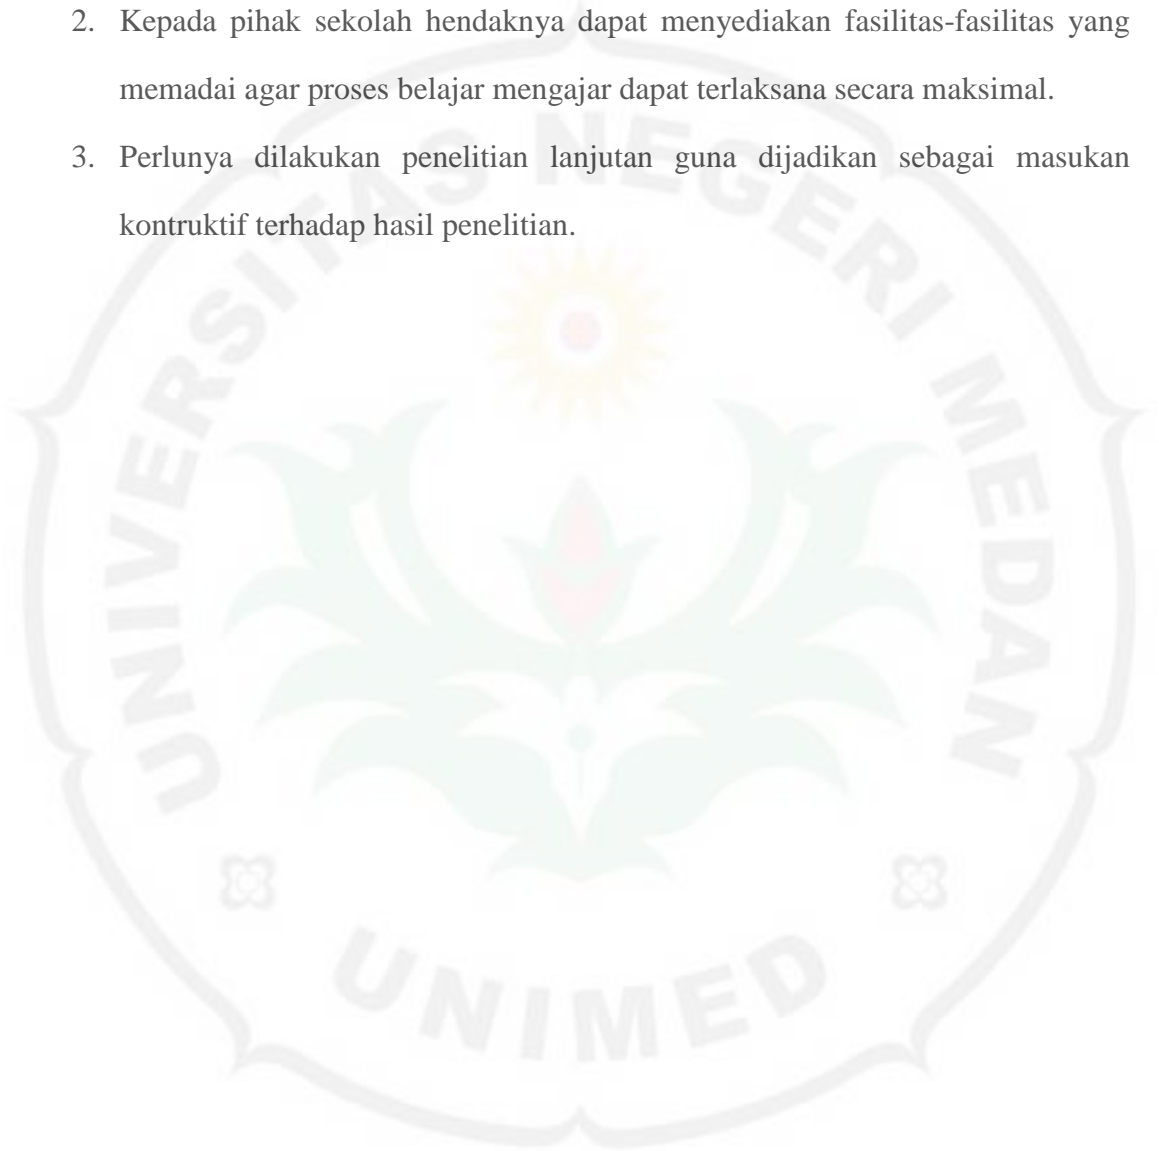 2. Kepada pihak sekolah hendaknya dapat menyediakan fasilitas-fasilitas yang
memadai agar proses belajar mengajar dapat terlaksana secara maksimal.
3. Perlunya dilakukan penelitian lanjutan guna dijadikan sebagai masukan
kontruktif terhadap hasil penelitian.
UNIVERSITAS NEGERI MEDAN
UNIMED